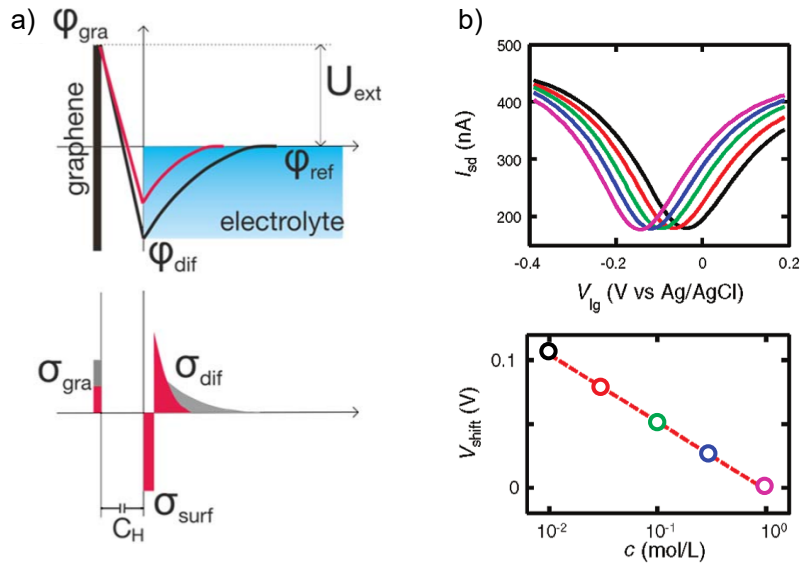 a)
φgra
graphene
Uext
φref
electrolyte
φdif
σgra
σdif
σsurf
CH
b)
500
400
300
200
Isd (nA)
-0.4
-0.2
0
0.2
Vlg (V vs Ag/AgCl)
0.1
0
Vshift (V)
10⁻²
10⁻¹
10⁰
c (mol/L)